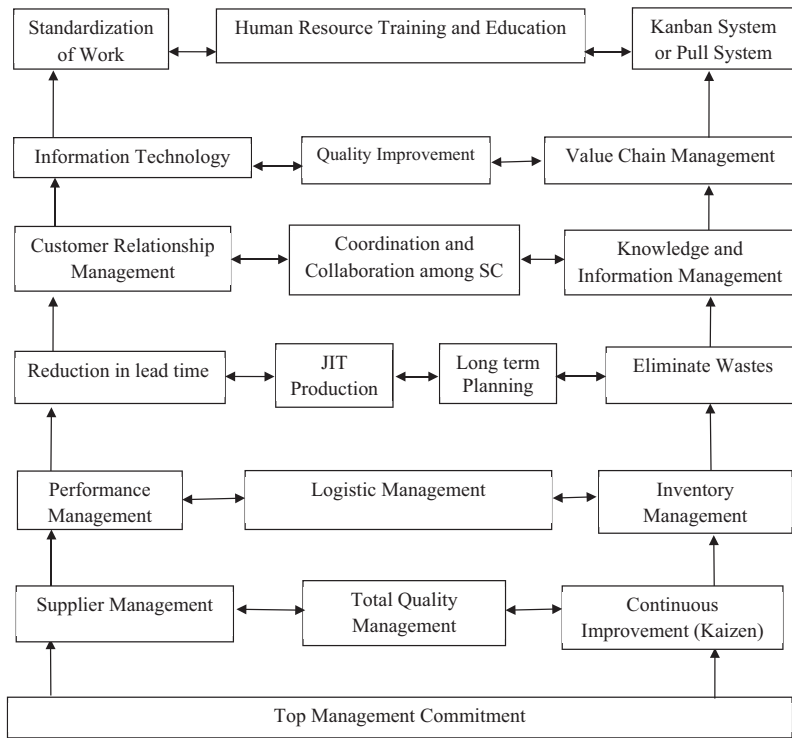 Standardization
of Work
Human Resource Training and Education
Kanban System
or Pull System
Information Technology
Quality Improvement
Value Chain Management
Customer Relationship
Management
Coordination and
Collaboration among SC
Knowledge and
Information Management
Reduction in lead time
JIT
Production
Long term
Planning
Eliminate Wastes
Performance
Management
Logistic Management
Inventory
Management
Supplier Management
Total Quality
Management
Continuous
Improvement (Kaizen)
Top Management Commitment